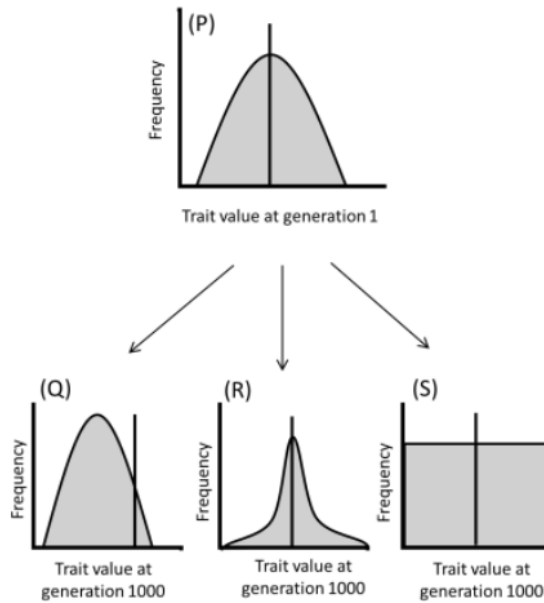 (P)
Frequency
Trait value at generation 1
(Q)
Frequency
Trait value at
generation 1000
(R)
Frequency
Trait value at
generation 1000
(S)
Frequency
Trait value at
generation 1000